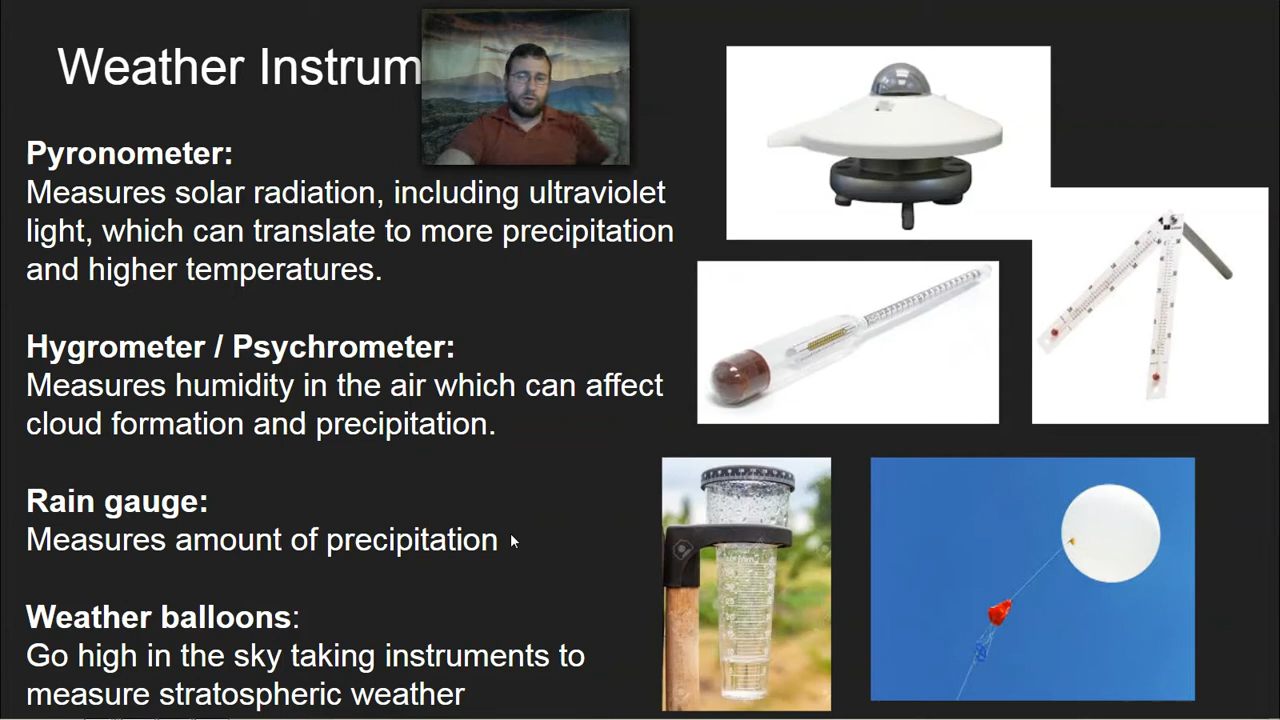 Weather Instrum
Pyronometer:
Measures solar radiation, including ultraviolet
light, which can translate to more precipitation
and higher temperatures.
Hygrometer / Psychrometer:
Measures humidity in the air which can affect
cloud formation and precipitation.
Rain gauge:
Measures amount of precipitation
Weather balloons:
Go high in the sky taking instruments to
measure stratospheric weather